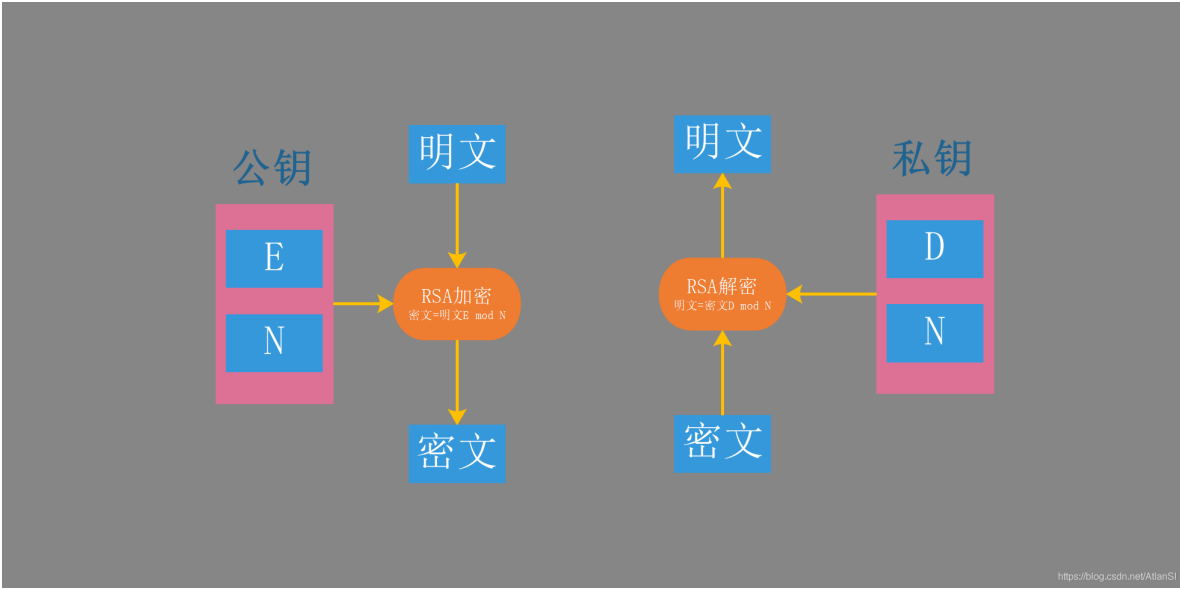 公钥
E
N
明文
RSA加密
密文=明文E mod N
密文
明文
RSA解密
明文=密文D mod N
密文
私钥
D
N
https://blog.csdn.net/AtlanSI